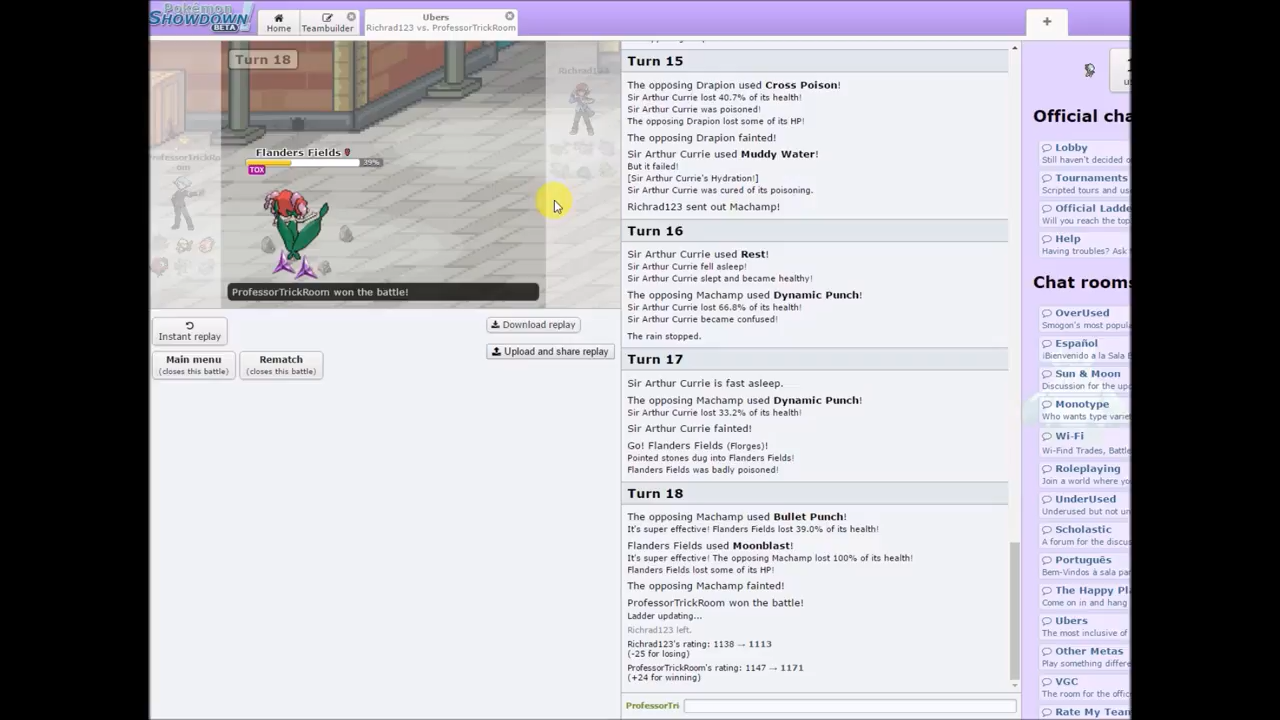 Pokémon
SHOWDOWN!
BETA
Home
Teambuilder
Ubers
Richrad123 vs. ProfessorTrickRoom
+
Turn 18
Richrad123
ProfessorTrickRo
om
Flanders Fields
39%
TOX
ProfessorTrickRoom won the battle!
Instant replay
Download replay
Upload and share replay
Main menu
(closes this battle)
Rematch
(closes this battle)
Turn 15
The opposing Drapion used Cross Poison!
Sir Arthur Currie lost 40.7% of its health!
Sir Arthur Currie was poisoned!
The opposing Drapion lost some of its HP!
The opposing Drapion fainted!
Sir Arthur Currie used Muddy Water!
But it failed!
[Sir Arthur Currie's Hydration!]
Sir Arthur Currie was cured of its poisoning.
Richrad123 sent out Machamp!
Turn 16
Sir Arthur Currie used Rest!
Sir Arthur Currie fell asleep!
Sir Arthur Currie slept and became healthy!
The opposing Machamp used Dynamic Punch!
Sir Arthur Currie lost 66.8% of its health!
Sir Arthur Currie became confused!
The rain stopped.
Turn 17
Sir Arthur Currie is fast asleep.
The opposing Machamp used Dynamic Punch!
Sir Arthur Currie lost 33.2% of its health!
Sir Arthur Currie fainted!
Go! Flanders Fields (Florges)!
Pointed stones dug into Flanders Fields!
Flanders Fields was badly poisoned!
Turn 18
The opposing Machamp used Bullet Punch!
It's super effective! Flanders Fields lost 39.0% of its health!
Flanders Fields used Moonblast!
It's super effective! The opposing Machamp lost 100% of its health!
Flanders Fields lost some of its HP!
The opposing Machamp fainted!
ProfessorTrickRoom won the battle!
Ladder updating...
Richrad123 left.
Richrad123's rating: 1138 → 1113
(-25 for losing)
ProfessorTrickRoom's rating: 1147 → 1171
(+24 for winning)
ProfessorTri
Official cha
Lobby
Still haven't decided o
Tournaments
Scripted tours and use
Official Ladde
Will you reach the top
Help
Having troubles? Ask
Chat rooms
OverUsed
Smogon's most popula
Español
¡Bienvenido a la Sala E
Sun & Moon
Discussion for the upc
Monotype
Who wants type varie
Wi-Fi
Wi-Find Trades, Battle
Roleplaying
Join a world where yo
UnderUsed
Underused but not un
Scholastic
A forum for the discus
Português
Bem-Vindos à sala par
The Happy Pl
Come on in and hang
Ubers
The most inclusive of
Other Metas
Play something differe
VGC
The room for the offic
Rate My Team